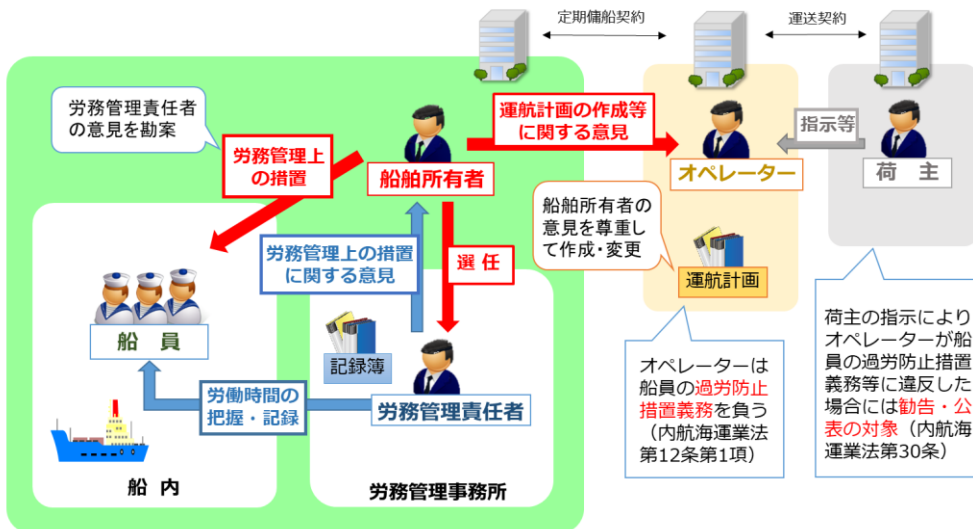 定期傭船契約
運送契約
労務管理責任者
の意見を勘案
労務管理上
の措置
船舶所有者
運航計画の作成等
に関する意見
オペレーター
指示等
荷 主
船舶所有者の
意見を尊重し
て作成・変更
運航計画
労務管理上の措置
に関する意見
選 任
船 員
記録簿
労働時間の
把握・記録
労務管理責任者
船 内
労務管理事務所
オペレーターは
船員の過労防止
措置義務を負う
（内航海運業法
第12条第1項）
荷主の指示により
オペレーターが船
員の過労防止措置
義務等に違反した
場合には勧告・公
表の対象（内航海
運業法第30条）